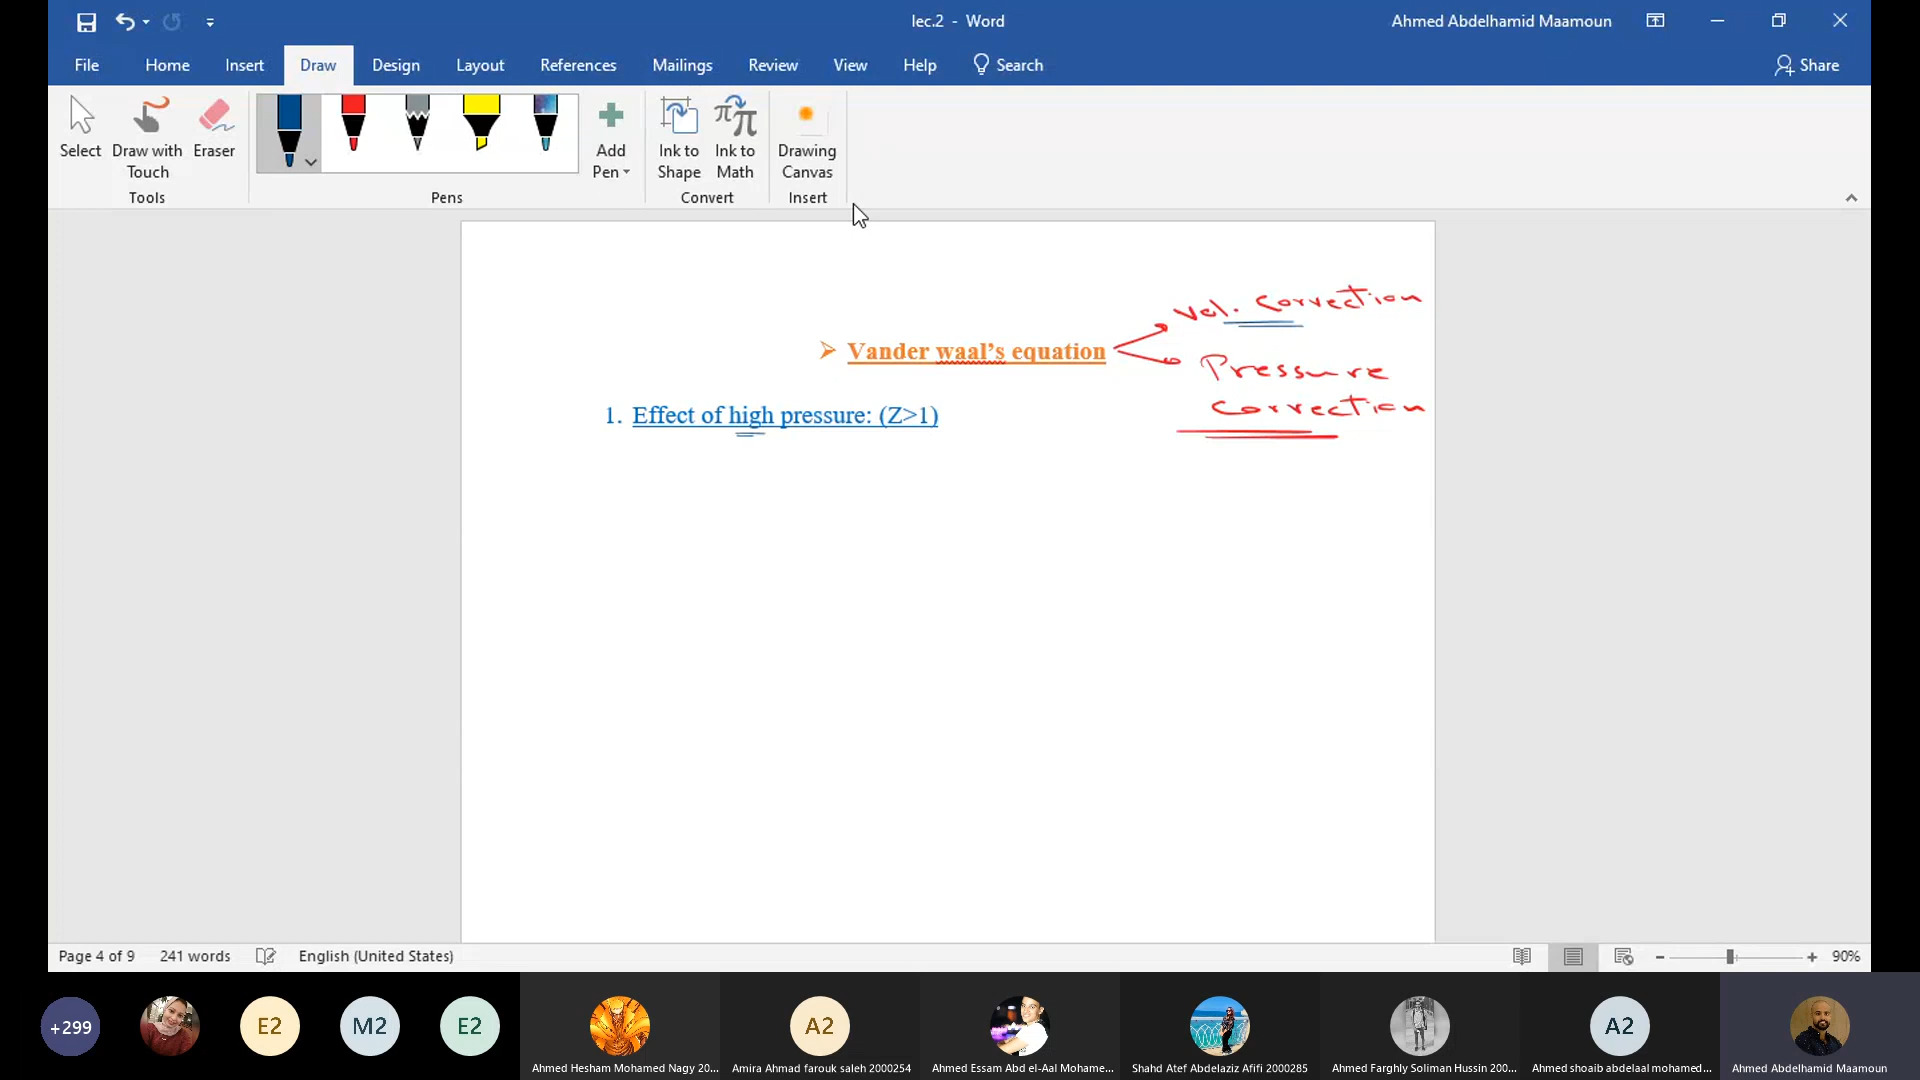 lec.2 - Word
Ahmed Abdelhamid Maamoun
File Home Insert Draw Design Layout References Mailings Review View Help Search Share
Select
Draw with Touch
Eraser
Tools
Pens
Add Pen
Ink to Shape
Ink to Math
Convert
Drawing Canvas
Insert
Vol. Correction
➢ Vander waal’s equation
Pressure
Correction
1. Effect of high pressure: (Z>1)
Page 4 of 9 241 words English (United States) 90%
+299 E2 M2 E2 A2 A2
Ahmed Hesham Mohamed Nagy 20...
Amira Ahmad farouk saleh 2000254
Ahmed Essam Abd el-Aal Mohame...
Shahd Atef Abdelaziz Afifi 2000285
Ahmed Farghly Soliman Hussin 200...
Ahmed shoaib abdelaal mohamed...
Ahmed Abdelhamid Maamoun